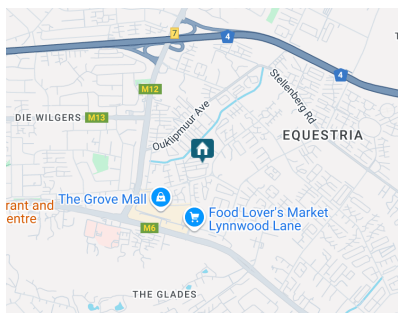 7
4
4
M12
Stellenberg Rd
Ouklipmuur Ave
DIE WILGERS
M13
EQUESTRIA
The Grove Mall
rant and
entre
Food Lover's Market
Lynnwood Lane
M6
THE GLADES